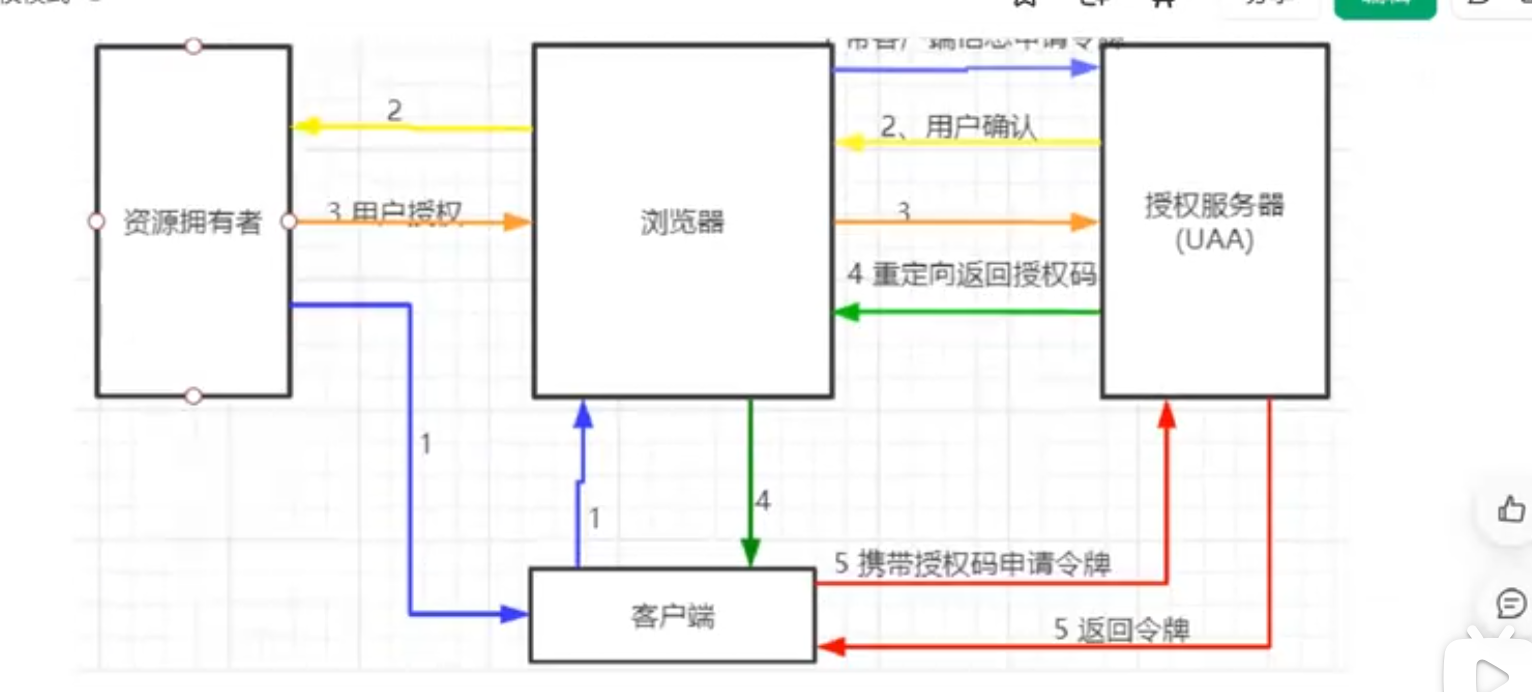 2
2、用户确认
资源拥有者
3 用户授权
浏览器
3
授权服务器
(UAA)
4 重定向返回授权码
1
1
4
5 携带授权码申请令牌
客户端
5 返回令牌